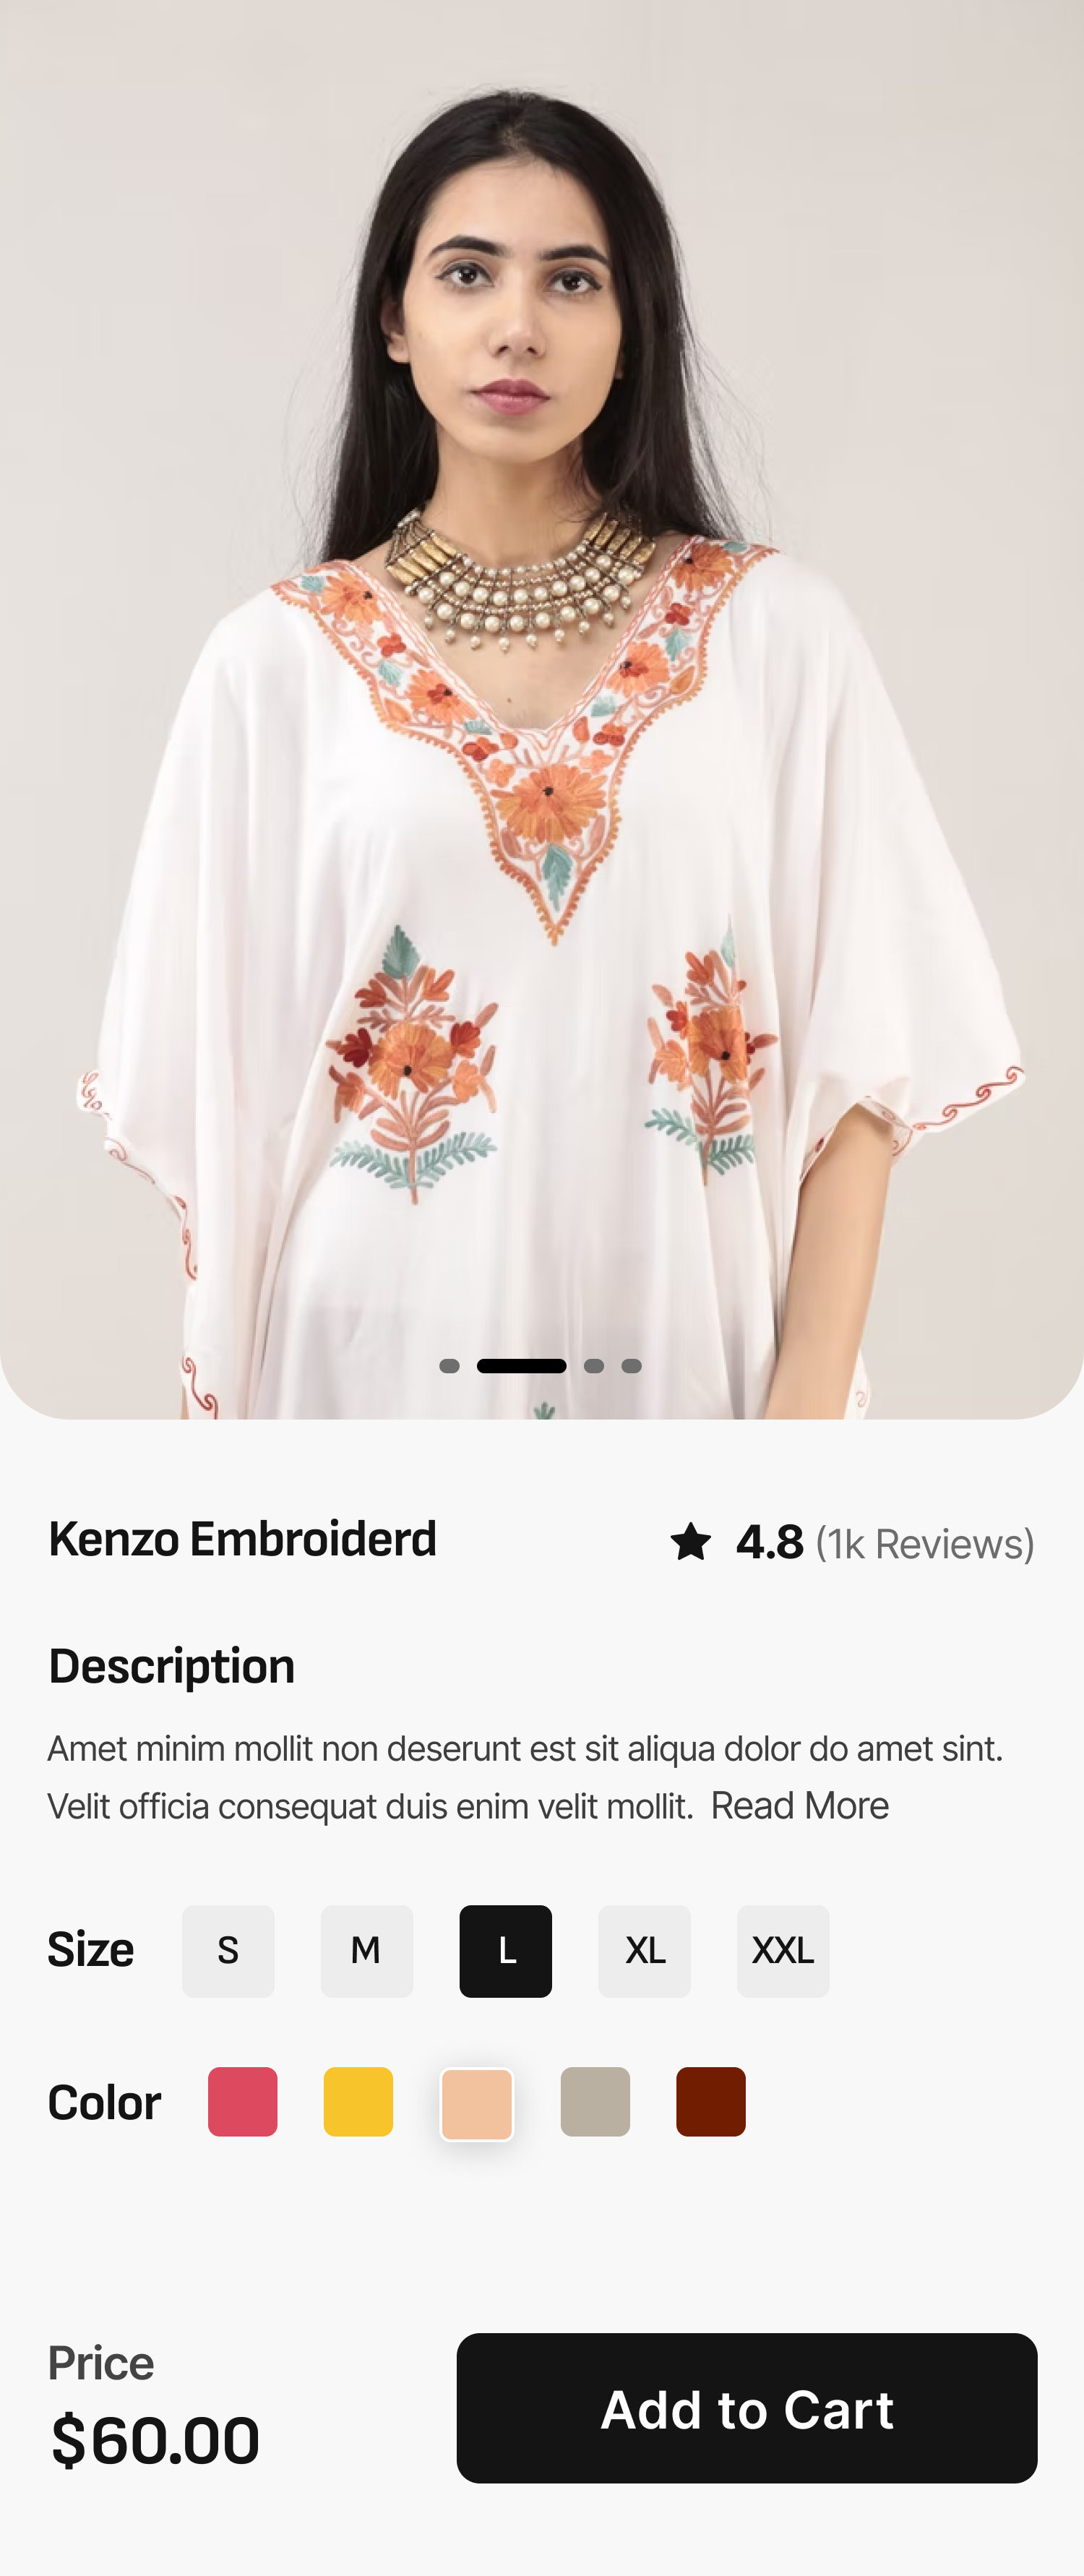 Kenzo Embroiderd
4.8 (1k Reviews)
Description
Amet minim mollit non deserunt est sit aliqua dolor do amet sint.
Velit officia consequat duis enim velit mollit. Read More
Size S M L XL XXL
Color
Price
$60.00
Add to Cart